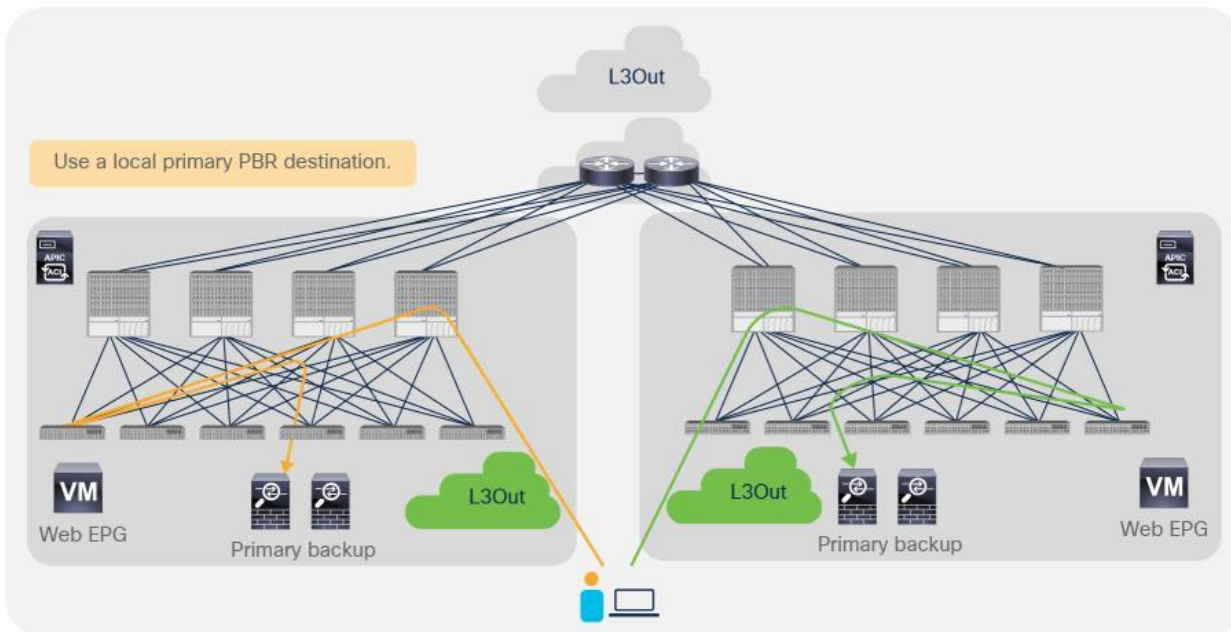 L3Out
Use a local primary PBR destination.
APIC
ACI
APIC
ACI
VM
Web EPG
Primary backup
L3Out
L3Out
Primary backup
VM
Web EPG